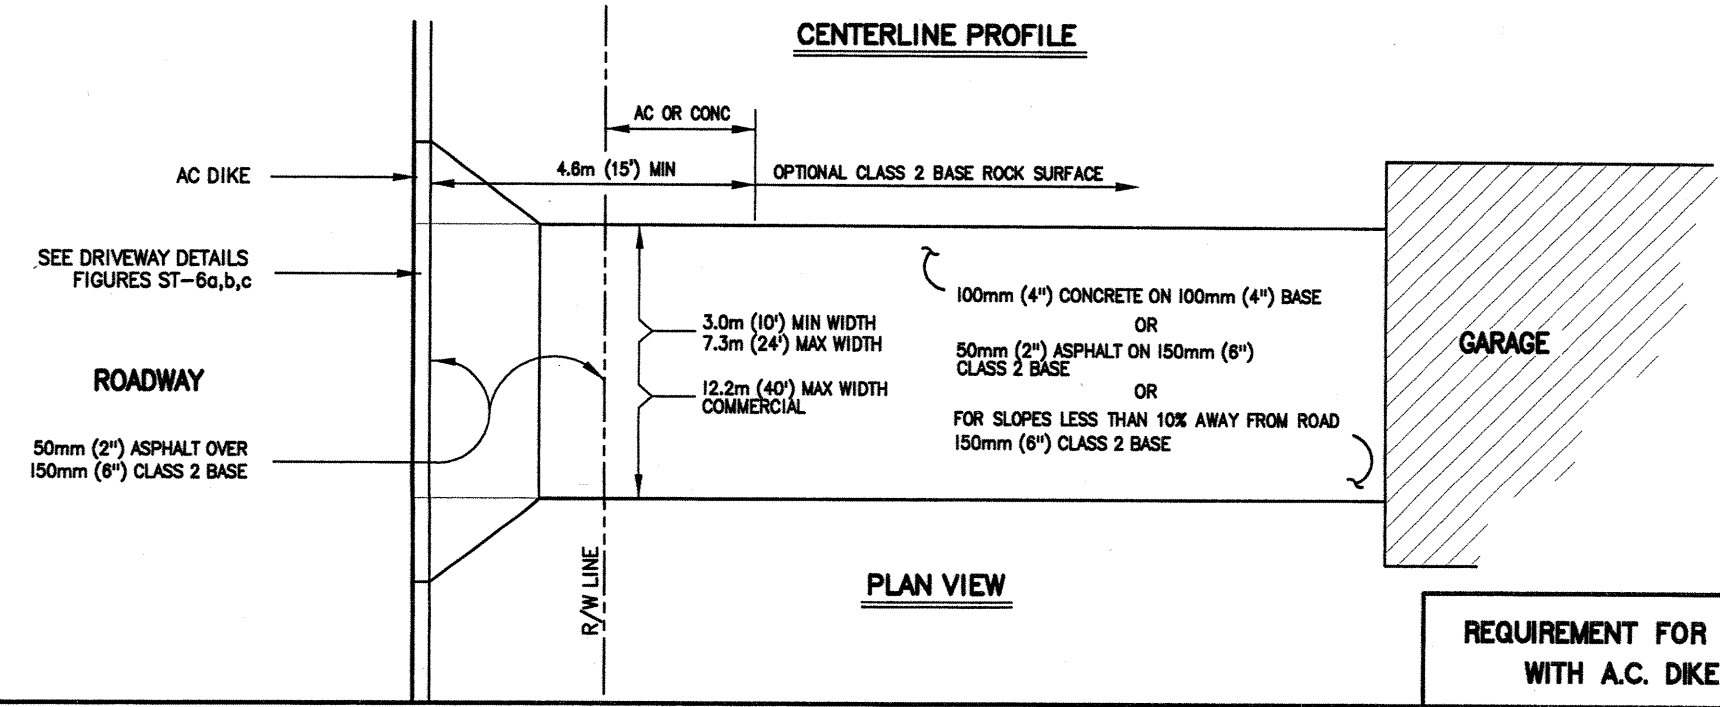 CENTERLINE PROFILE
AC OR CONC
4.6m (15') MIN
OPTIONAL CLASS 2 BASE ROCK SURFACE
AC DIKE
SEE DRIVEWAY DETAILS
FIGURES ST-6a,b,c
100mm (4") CONCRETE ON 100mm (4") BASE
OR
50mm (2") ASPHALT ON 150mm (6")
CLASS 2 BASE
OR
FOR SLOPES LESS THAN 10% AWAY FROM ROAD
150mm (6") CLASS 2 BASE
3.0m (10') MIN WIDTH
7.3m (24') MAX WIDTH
12.2m (40') MAX WIDTH
COMMERCIAL
GARAGE
ROADWAY
50mm (2") ASPHALT OVER
150mm (6") CLASS 2 BASE
R/W LINE
PLAN VIEW
REQUIREMENT FOR
WITH A.C. DIKE